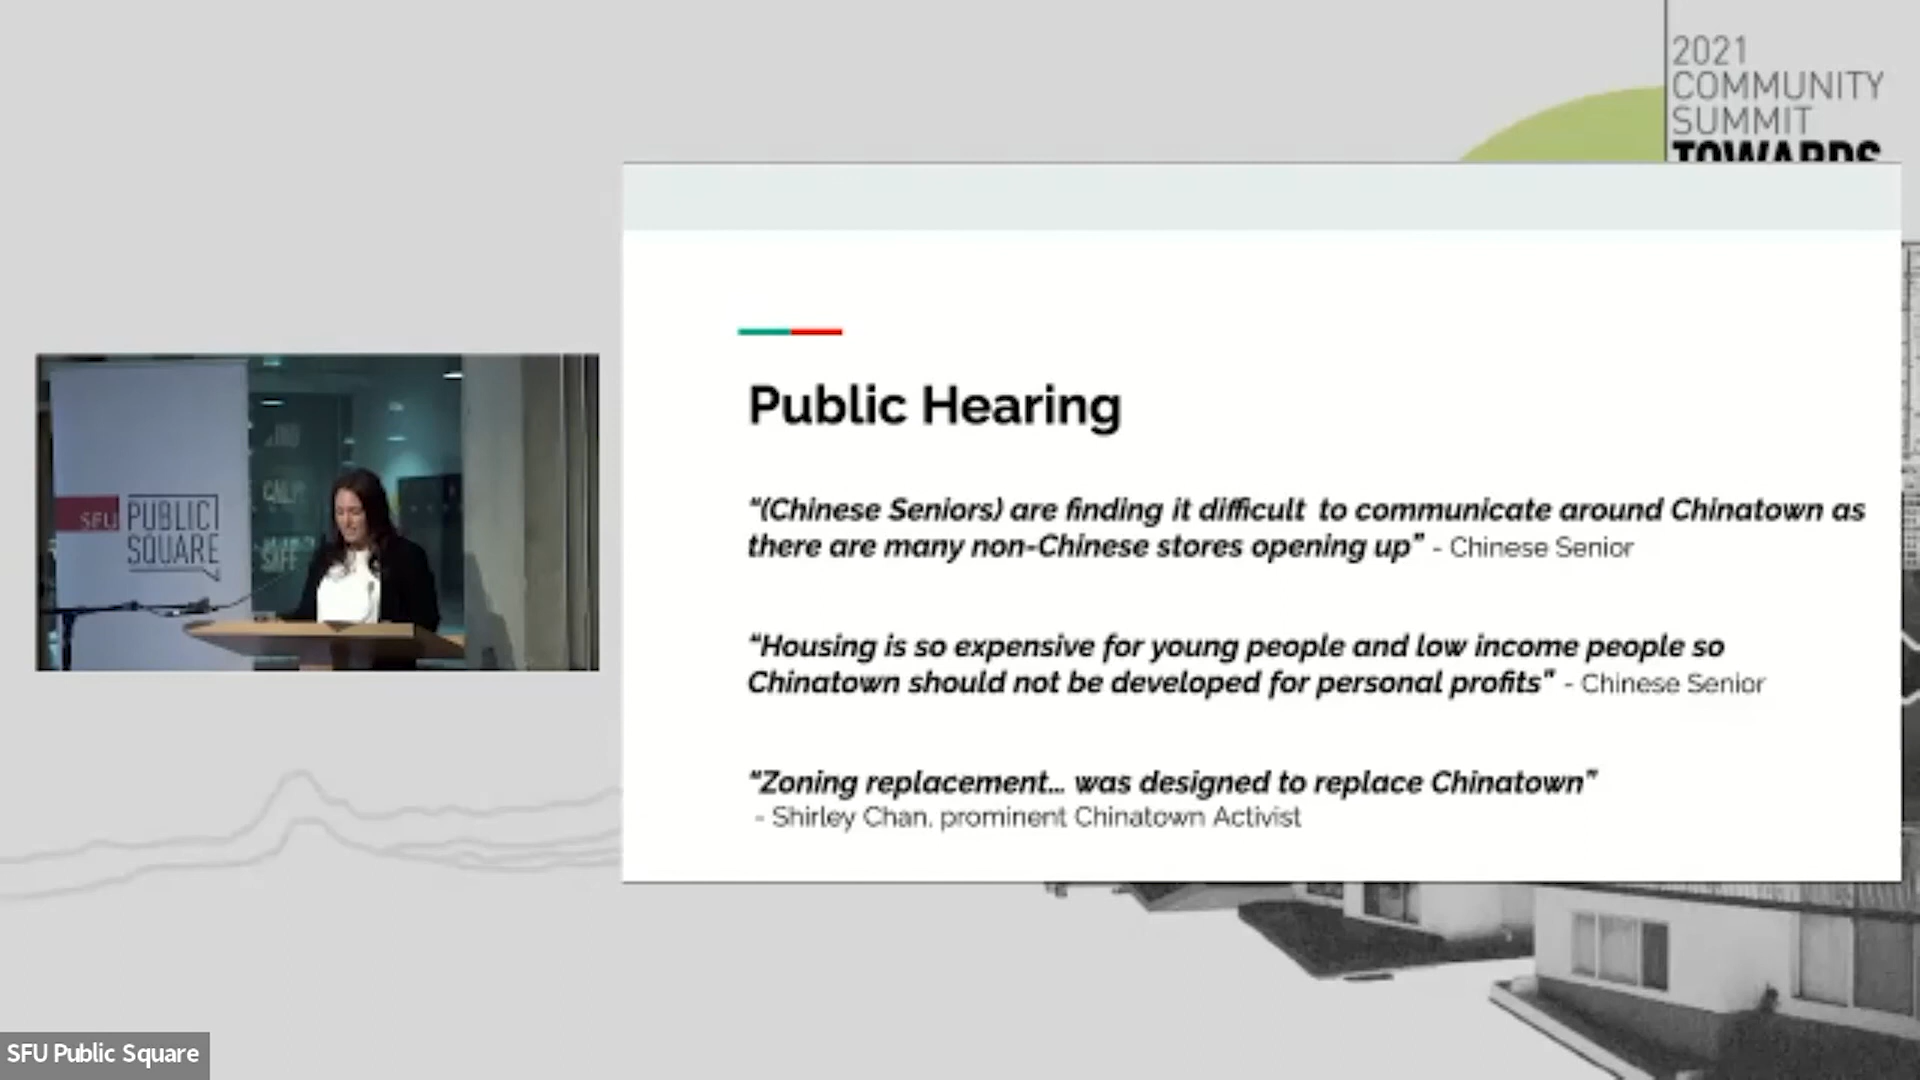 2021
COMMUNITY
SUMMIT
TOWARDS
Public Hearing
“(Chinese Seniors) are finding it difficult to communicate around Chinatown as
there are many non-Chinese stores opening up” - Chinese Senior
“Housing is so expensive for young people and low income people so
Chinatown should not be developed for personal profits” - Chinese Senior
“Zoning replacement... was designed to replace Chinatown”
- Shirley Chan, prominent Chinatown Activist
SFU PUBLIC
SQUARE
SFU Public Square